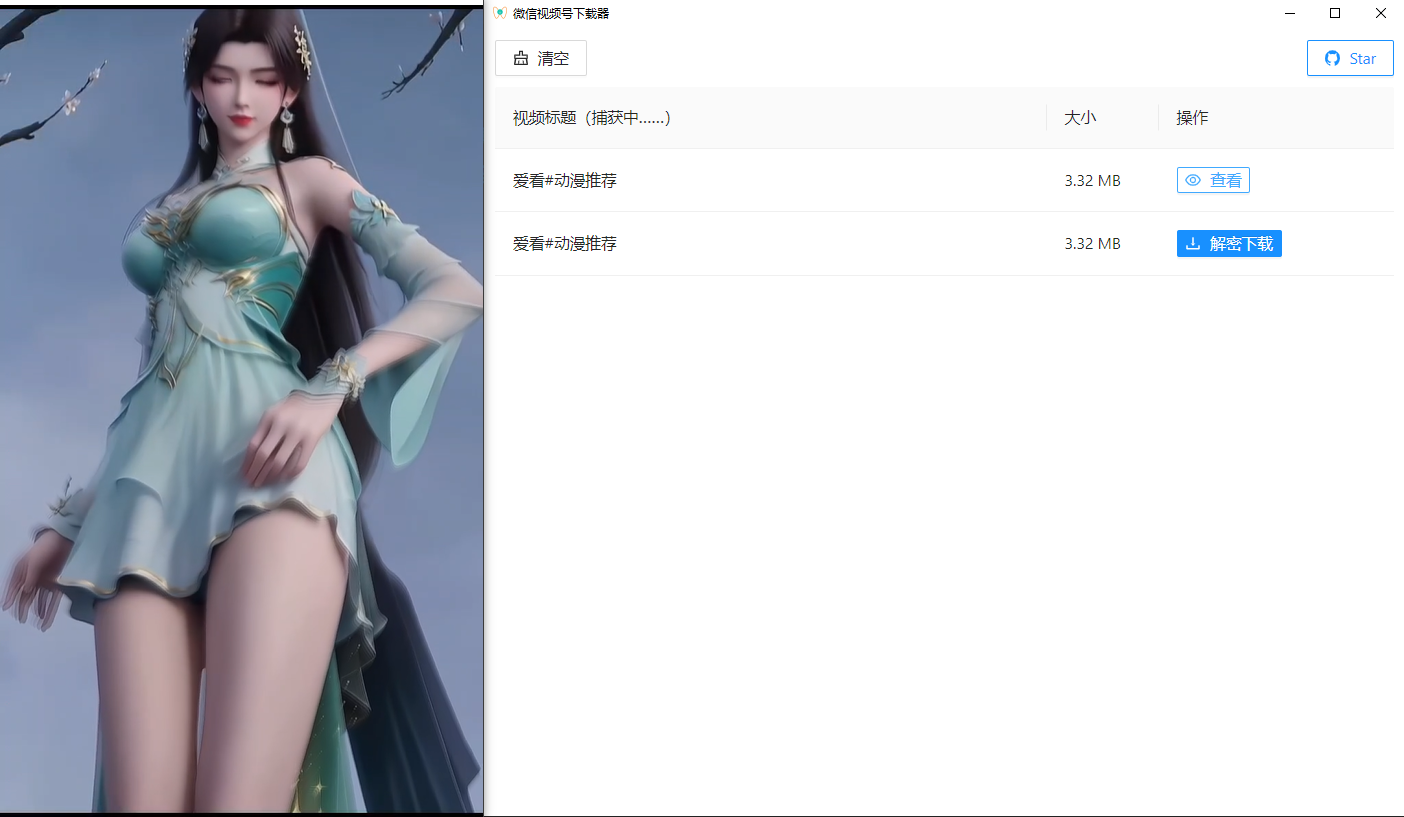 微信视频号下载器
清空
Star
视频标题（捕获中......）
大小
操作
爱看#动漫推荐
3.32 MB
查看
爱看#动漫推荐
3.32 MB
解密下载